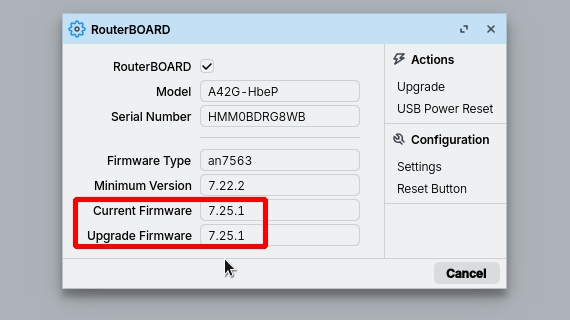 RouterBOARD
RouterBOARD
Model A42G-HbeP
Serial Number HMM0BDRG8WB
Firmware Type an7563
Minimum Version 7.22.2
Current Firmware 7.25.1
Upgrade Firmware 7.25.1
Actions
Upgrade
USB Power Reset
Configuration
Settings
Reset Button
Cancel